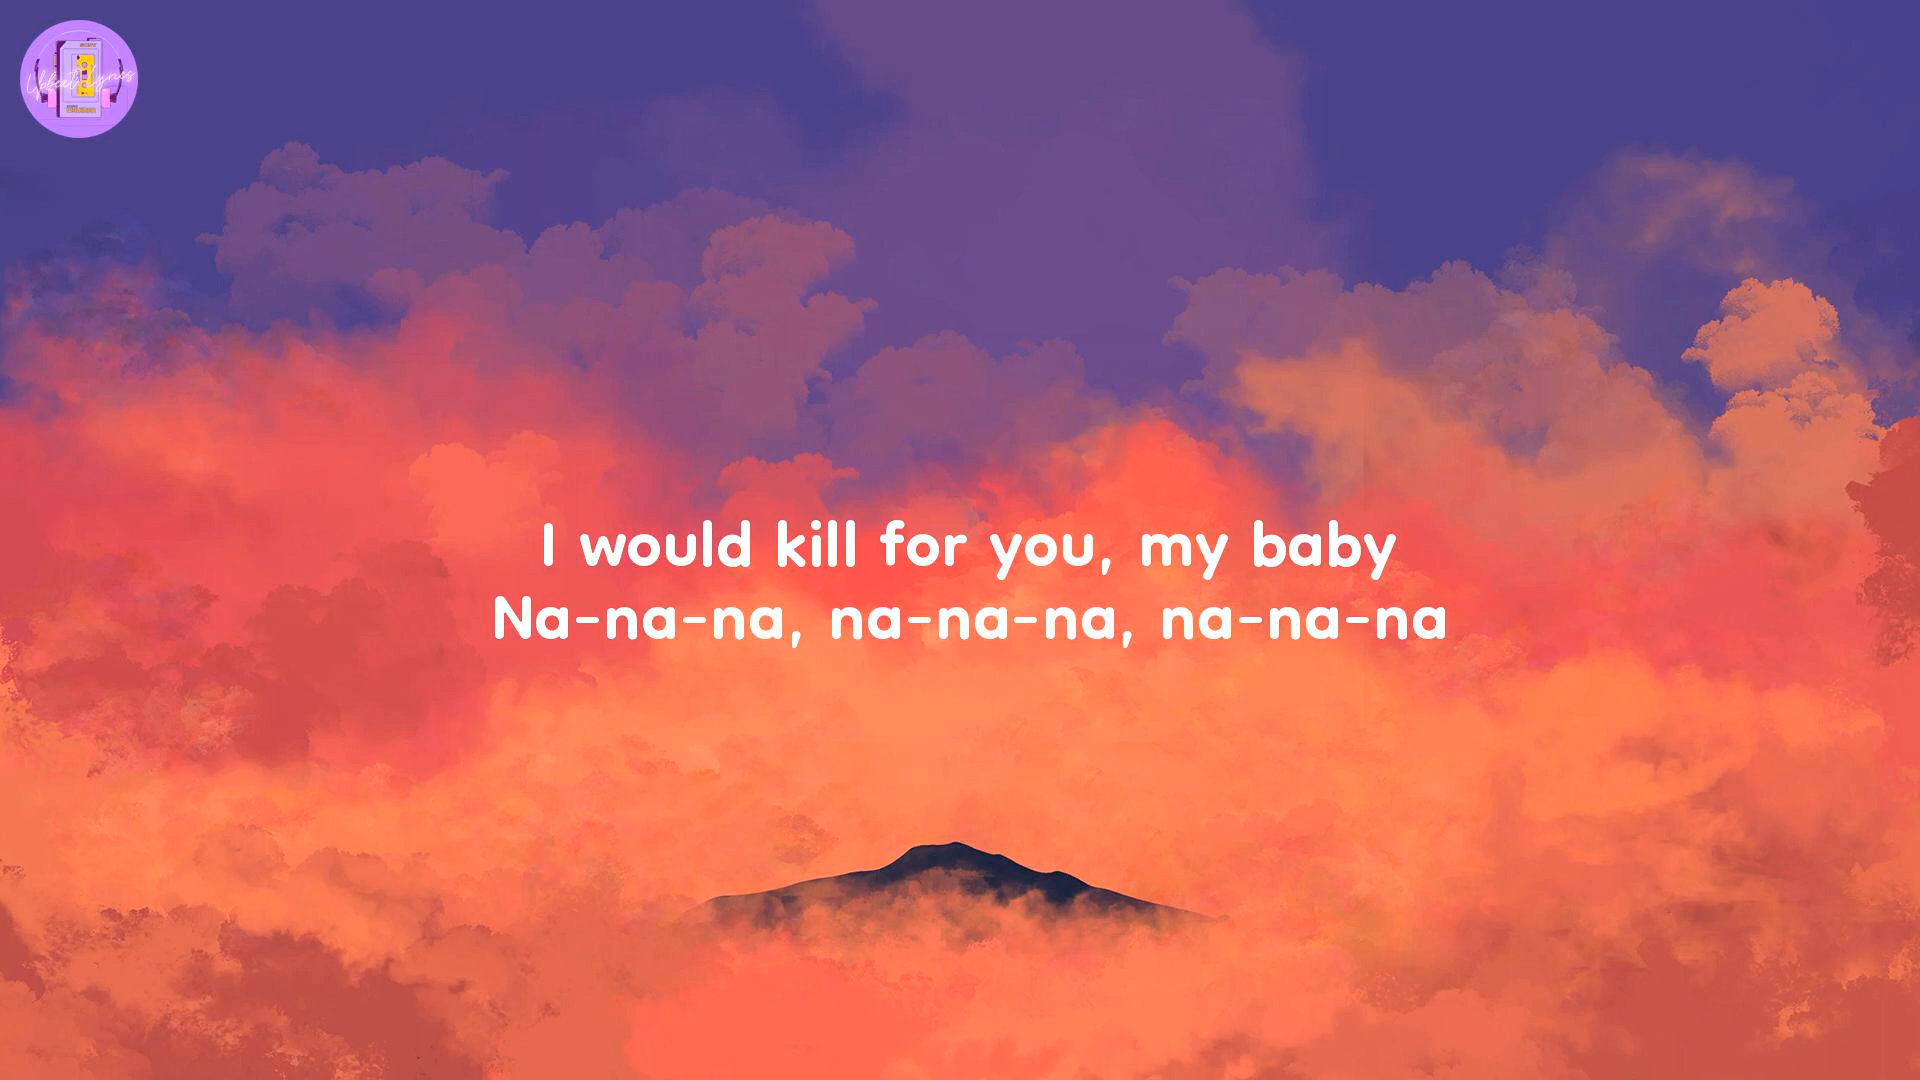 I would kill for you, my baby
Na-na-na, na-na-na, na-na-na